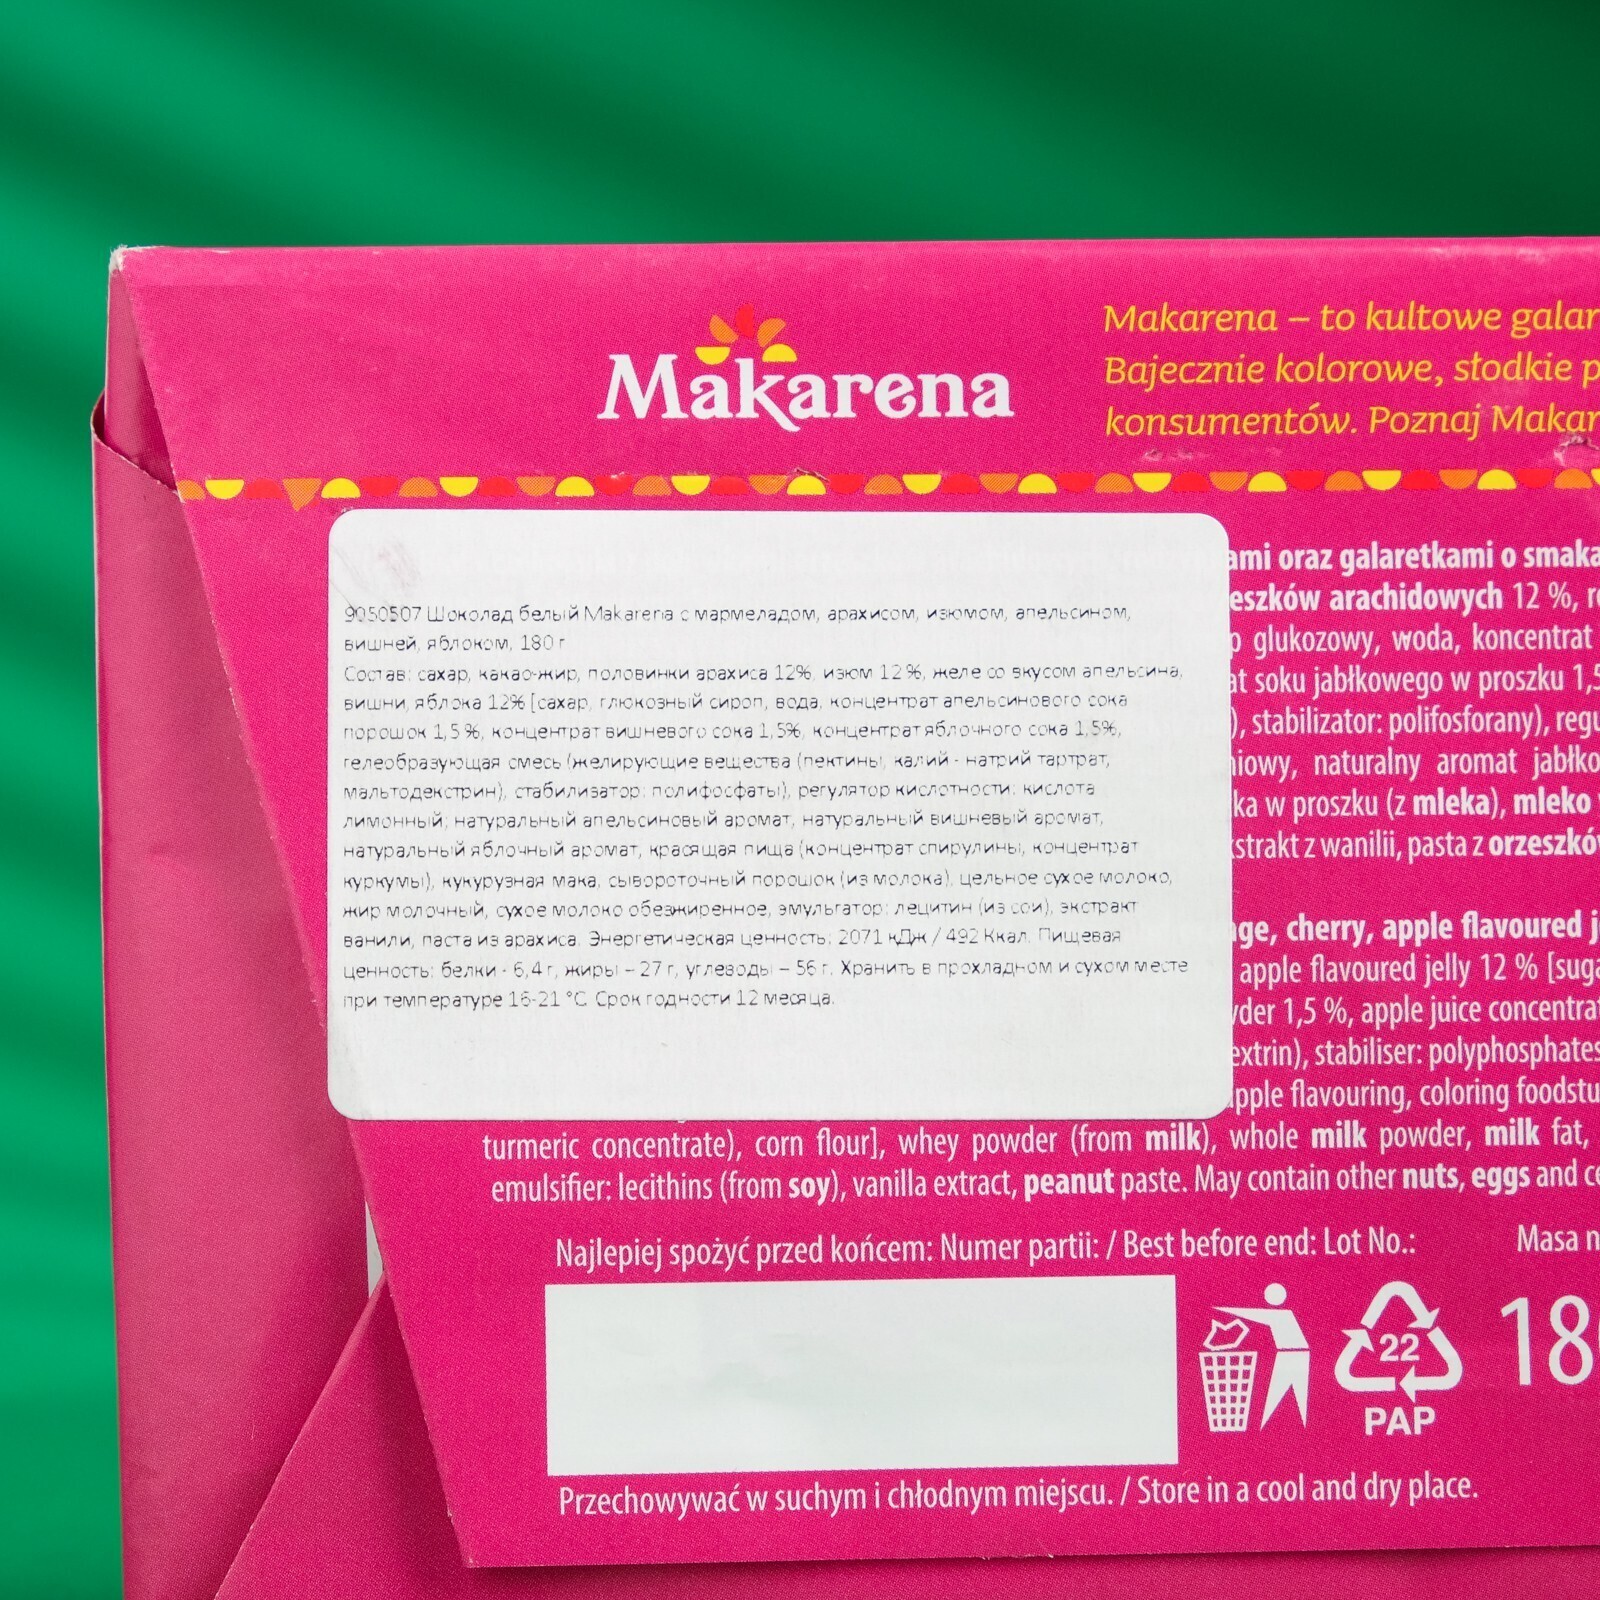 Makarena
Makarena – to kultowe galar
Bajecznie kolorowe, słodkie p
konsumentów. Poznaj Makar
9050507 Шоколад белый Makarena с мармеладом, арахисом, изюмом, апельсином,
вишней, яблоком, 180 г
Состав: сахар, какао-жир, половинки арахиса 12%, изюм 12%, желе со вкусом апельсина,
вишни, яблока 12% [сахар, глюкозный сироп, вода, концентрат апельсинового сока
порошок 1,5%, концентрат вишневого сока 1,5%, концентрат яблочного сока 1,5%,
гелеобразующая смесь (желирующие вещества (пектины, калий - натрий тартрат,
мальтодекстрин), стабилизатор: полифосфаты), регулятор кислотности: кислота
лимонный, натуральный апельсиновый аромат, натуральный вишневый аромат,
натуральный яблочный аромат, красящая пища (концентрат спирулины, концентрат
куркумы), кукурузная мака, сывороточный порошок (из молока), цельное сухое молоко,
жир молочный, сухое молоко обезжиренное, эмульгатор: лецитин (из сои), экстракт
ванили, паста из арахиса. Энергетическая ценность: 2071 кДж / 492 Ккал. Пищевая
ценность: белки - 6,4 г, жиры – 27 г, углеводы – 56 г. Хранить в прохладном и сухом месте
при температуре 16-21 °C. Срок годности 12 месяца.
ami oraz galaretkami o smaka
eszków arachidowych 12 %, r
p glukozowy, woda, koncentrat
at soku jabłkowego w proszku 1,5
), stabilizator: polifosforany), regu
niowy, naturalny aromat jabłko
ka w proszku (z mleka), mleko
kstrakt z wanilii, pasta z orzeszkó
nge, cherry, apple flavoured j
apple flavoured jelly 12 % [suga
der 1,5 %, apple juice concentra
extrin), stabiliser: polyphosphates
apple flavouring, coloring foodstu
turmeric concentrate), corn flour], whey powder (from milk), whole milk powder, milk fat,
emulsifier: lecithins (from soy), vanilla extract, peanut paste. May contain other nuts, eggs and ce
Najlepiej spożyć przed końcem: Numer partii: / Best before end: Lot No.:
Masa n
22
PAP
18
Przechowywać w suchym i chłodnym miejscu. / Store in a cool and dry place.